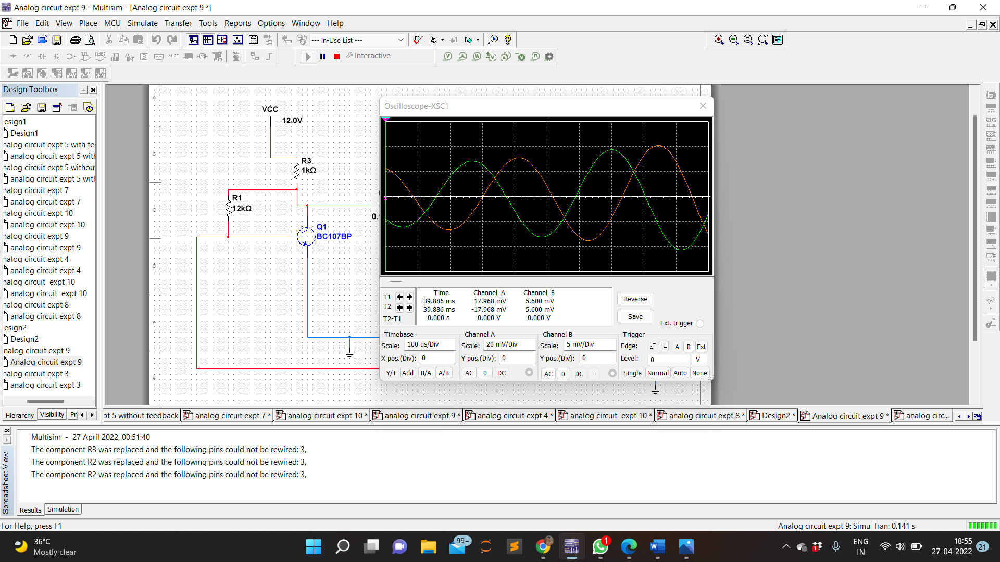 Analog circuit expt 9 - Multisim - [Analog circuit expt 9 *]
File Edit View Place MCU Simulate Transfer Tools Reports Options Window Help
--- In-Use List ---
MISC
Interactive
Design Toolbox
esign1
Design1
nalog circuit expt 5 with fe
analog circuit expt 5 with
nalog circuit expt 5 withou
analog circuit expt 5 with
nalog circuit expt 7
analog circuit expt 7
nalog circuit expt 10
analog circuit expt 10
nalog circuit expt 9
analog circuit expt 9
nalog circuit expt 4
analog circuit expt 4
nalog circuit  expt 10
analog circuit  expt 10
nalog circuit expt 8
analog circuit expt 8
esign2
Design2
nalog circuit expt 9
Analog circuit expt 9
nalog circuit expt 3
analog circuit expt 3
Hierarchy Visibility Pr
A
B
C
D
E
F
VCC
12.0V
R3
1kΩ
R1
12kΩ
Q1
BC107BP
0.1
Oscilloscope-XSC1
Time Channel_A Channel_B
T1 39.886 ms -17.968 mV 5.600 mV
T2 39.886 ms -17.968 mV 5.600 mV
T2-T1 0.000 s 0.000 V 0.000 V
Reverse
Save
Ext. trigger
Timebase Channel A Channel B Trigger
Scale: 100 us/Div Scale: 20 mV/Div Scale: 5 mV/Div Edge: A B Ext
X pos.(Div): 0 Y pos.(Div): 0 Y pos.(Div): 0 Level: 0 V
Y/T Add B/A A/B AC 0 DC AC 0 DC - Single Normal Auto None
ot 5 without feedback analog circuit expt 7 * analog circuit expt 10 * analog circuit expt 9 * analog circuit expt 4 * analog circuit  expt 10 * analog circuit expt 8 * Design2 * Analog circuit expt 9 * analog circ...
Spreadsheet View
Multisim  -  27 April 2022, 00:51:40
The component R3 was replaced and the following pins could not be rewired: 3,
The component R2 was replaced and the following pins could not be rewired: 3,
The component R2 was replaced and the following pins could not be rewired: 3,
Results Simulation
For Help, press F1
Analog circuit expt 9: Simu Tran: 0.141 s
36°C
Mostly clear
99+
1
1
ENG
IN
18:55
27-04-2022
21